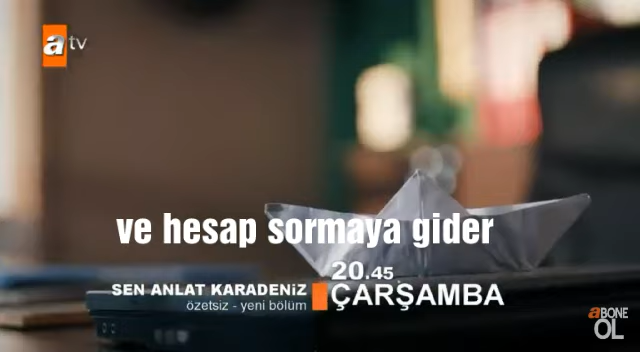 atv
ve hesap sormaya gider
20.45
SEN ANLAT KARADENİZ
ÇARŞAMBA
özetsiz - yeni bölüm
aBONE
OL